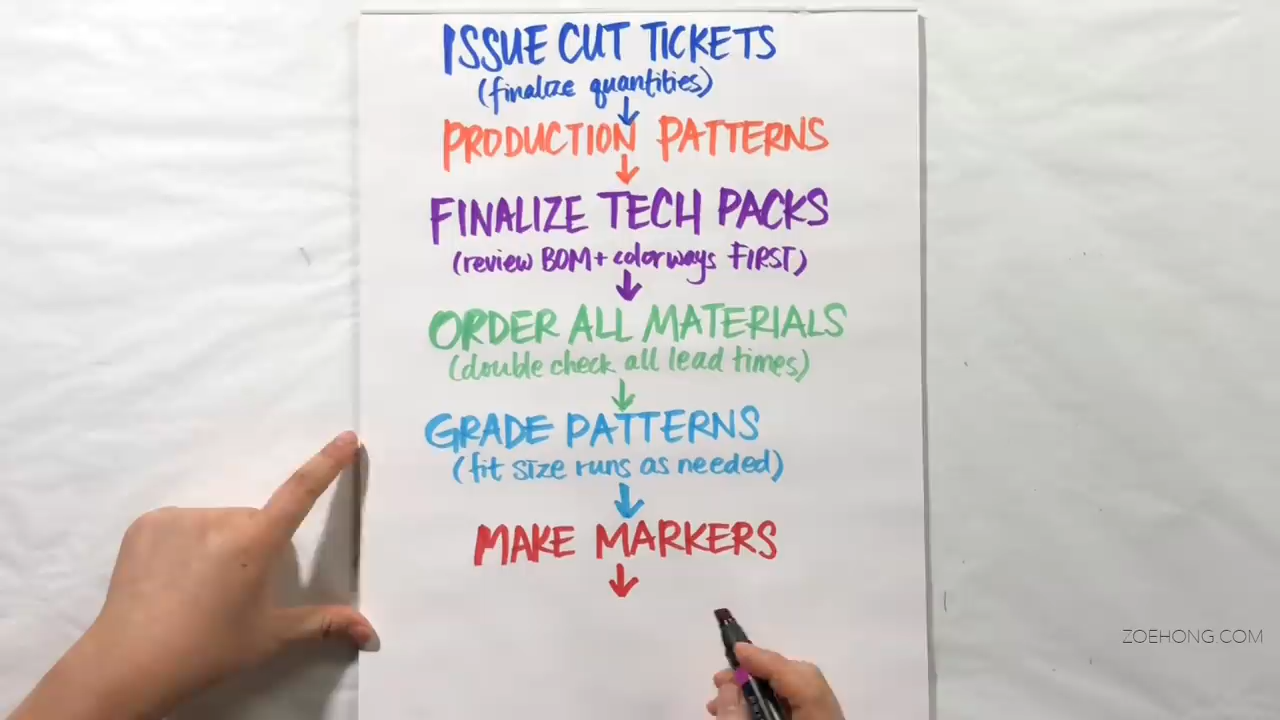 ISSUE CUT TICKETS
(finalize quantities)
PRODUCTION PATTERNS
FINALIZE TECH PACKS
(review BOM + colorways FIRST)
ORDER ALL MATERIALS
(double check all lead times)
GRADE PATTERNS
(fit size runs as needed)
MAKE MARKERS
ZOEHONG.COM